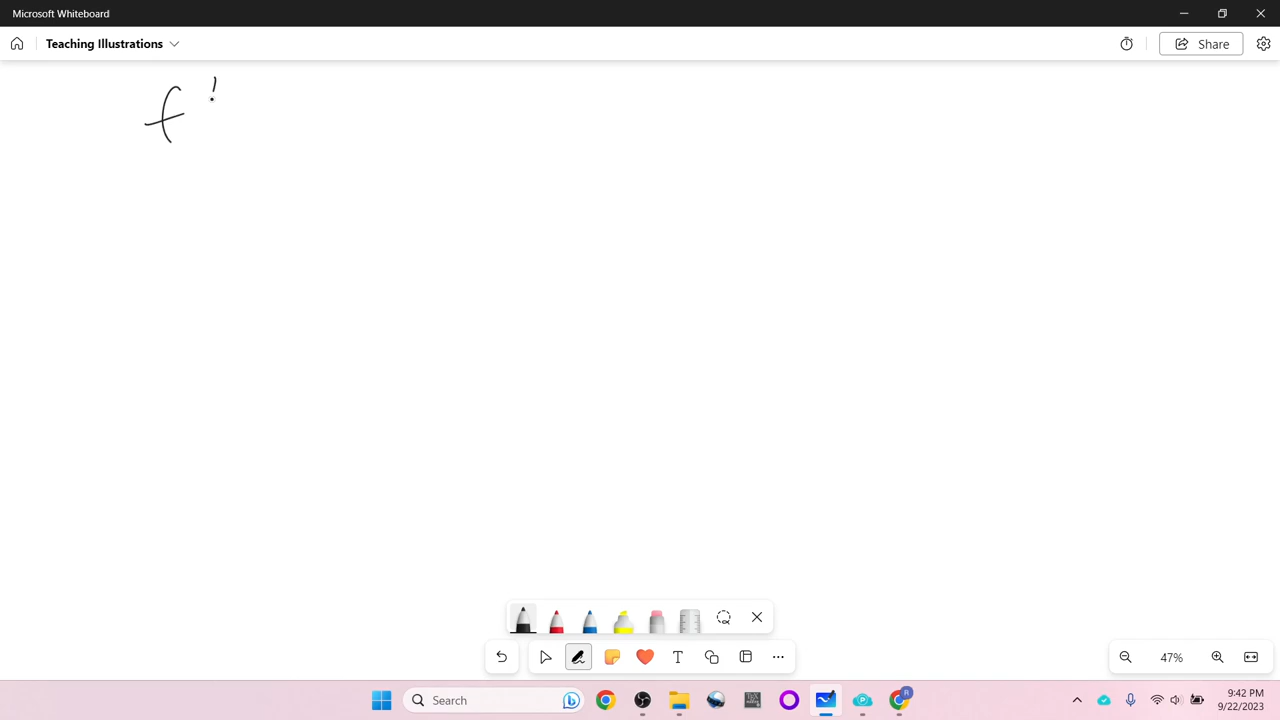 Microsoft Whiteboard
Teaching Illustrations
Share
f '
47%
Search
R
9:42 PM
9/22/2023